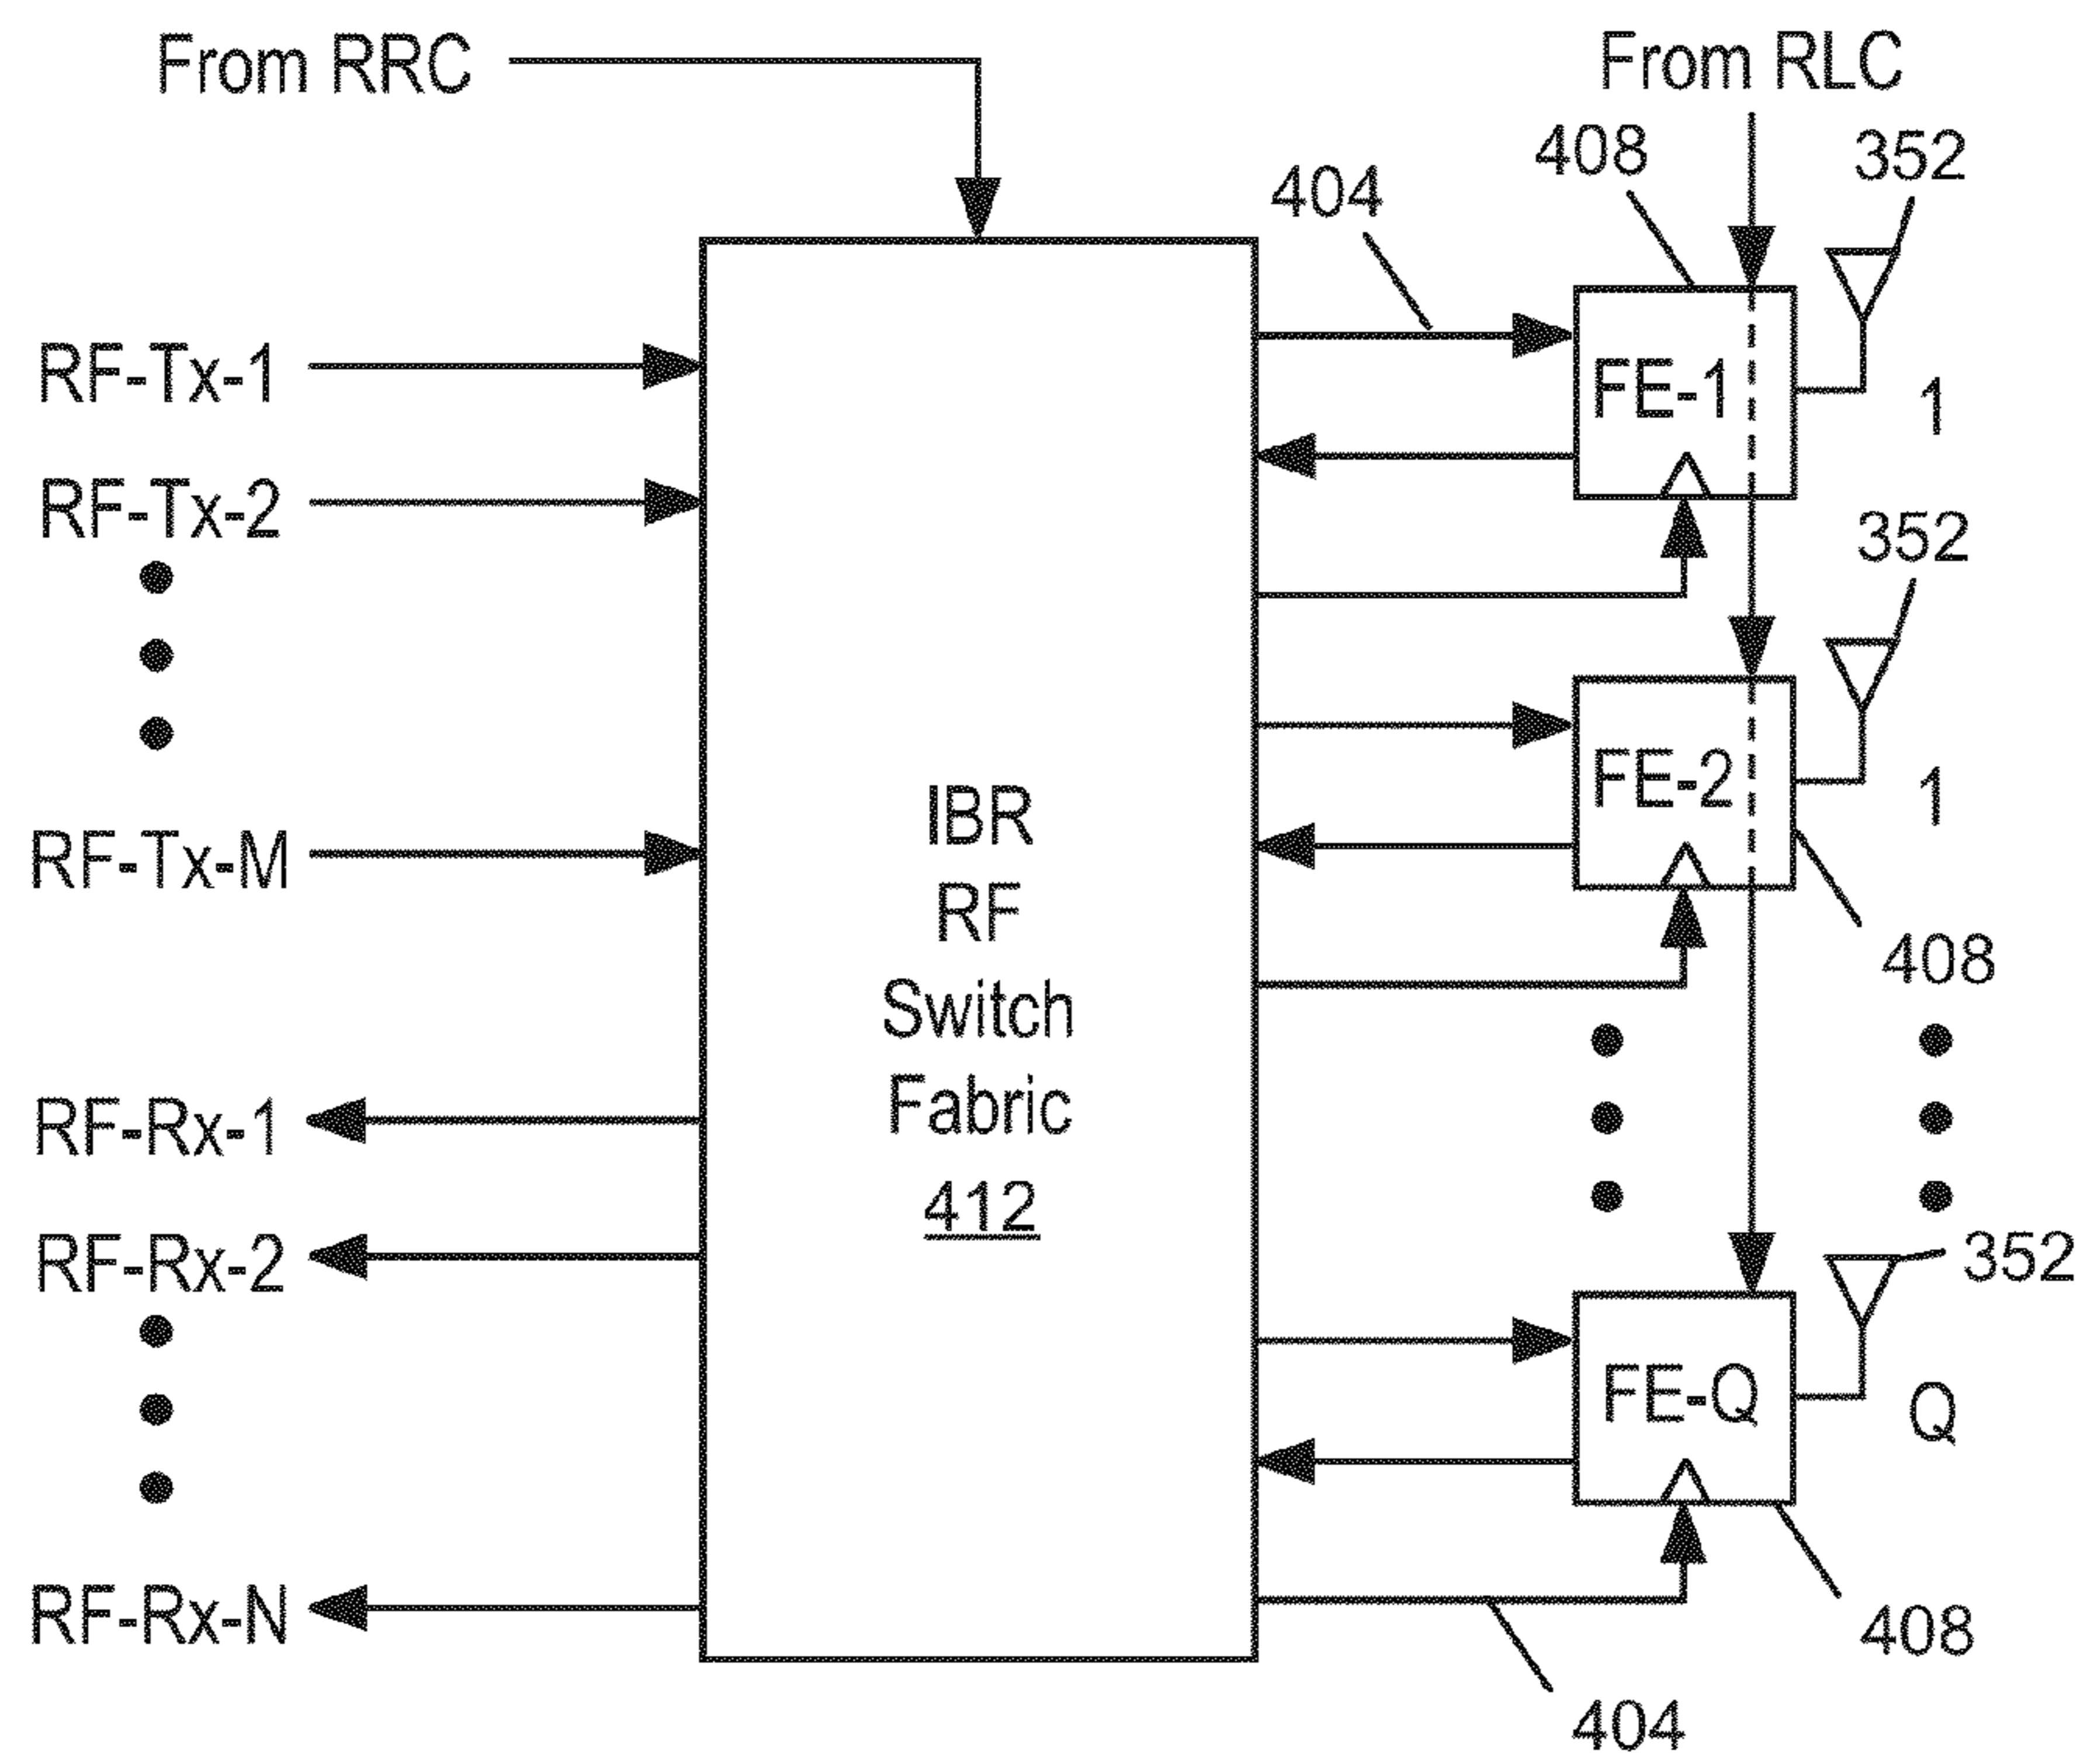 From RRC
From RLC
408
352
404
RF-Tx-1
FE-1
1
RF-Tx-2
352
FE-2
1
IBR
RF
Switch
Fabric
412
RF-Tx-M
408
RF-Rx-1
RF-Rx-2
352
FE-Q
Q
RF-Rx-N
408
404